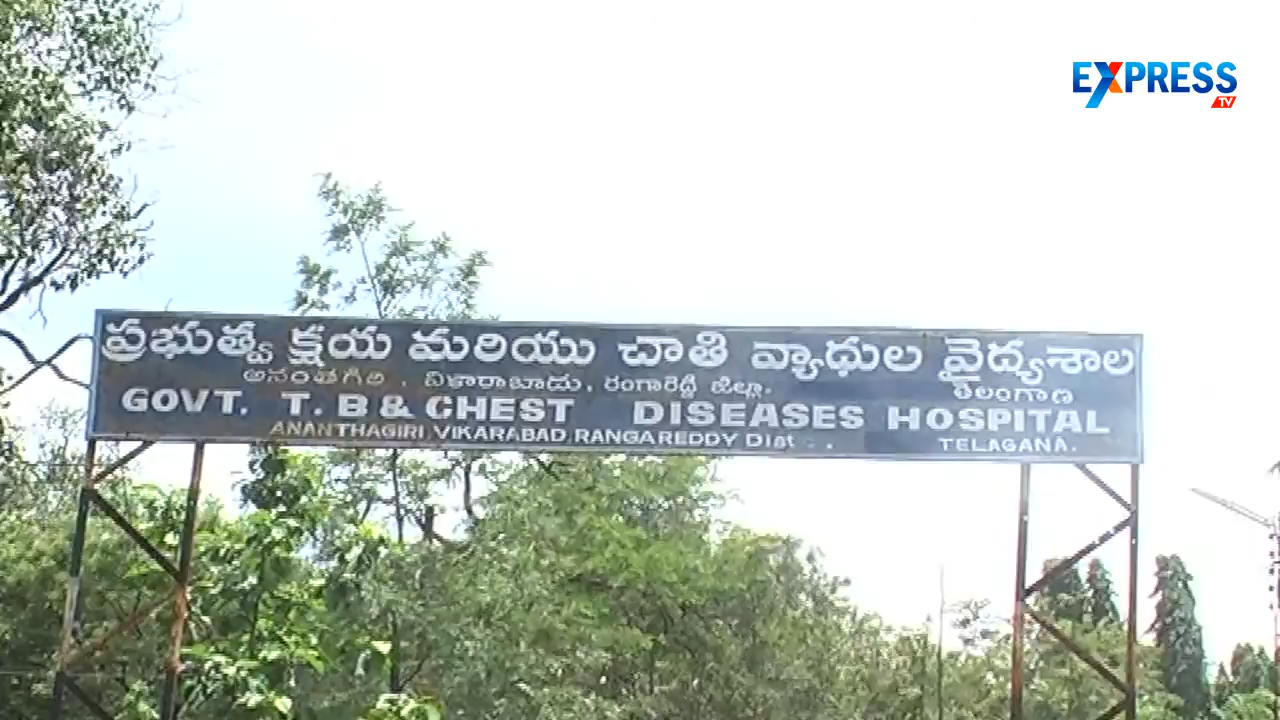 EXPRESS
TV
ప్రభుత్వ క్షయ మరియు చాతి వ్యాధుల వైద్యశాల
అనంతగిరి . వికారాబాదు, రంగారెడ్డి జిల్లా. తెలంగాణ
GOVT. T. B & CHEST DISEASES HOSPITAL
ANANTHAGIRI, VIKARABAD, RANGAREDDY Dist. TELAGANA.